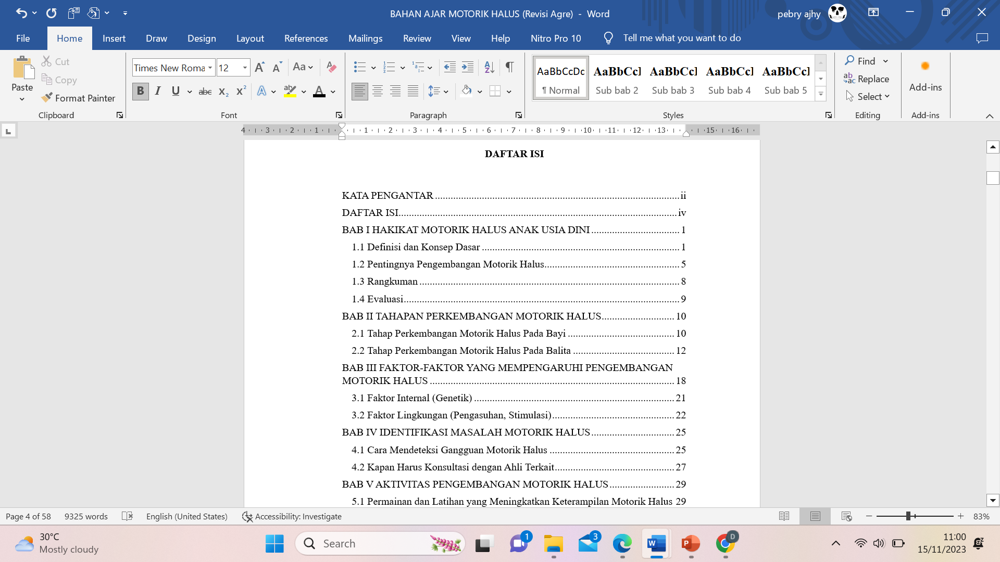 BAHAN AJAR MOTORIK HALUS (Revisi Agre) - Word
pebry ajhy
File Home Insert Draw Design Layout References Mailings Review View Help Nitro Pro 10 Tell me what you want to do
Paste
Cut
Copy
Format Painter
Clipboard
Times New Roma 12
Font
Paragraph
AaBbCcDc AaBbCcI AaBbCcI AaBbCcI AaBbCcI
¶ Normal Sub bab 2 Sub bab 3 Sub bab 4 Sub bab 5
Styles
Find
Replace
Select
Editing
Add-ins
Add-ins
4 3 2 1 1 2 3 4 5 6 7 8 9 10 11 12 13 15 16
DAFTAR ISI
KATA PENGANTAR ........ ii
DAFTAR ISI ........ iv
BAB I HAKIKAT MOTORIK HALUS ANAK USIA DINI ........ 1
1.1 Definisi dan Konsep Dasar ........ 1
1.2 Pentingnya Pengembangan Motorik Halus ........ 5
1.3 Rangkuman ........ 8
1.4 Evaluasi ........ 9
BAB II TAHAPAN PERKEMBANGAN MOTORIK HALUS ........ 10
2.1 Tahap Perkembangan Motorik Halus Pada Bayi ........ 10
2.2 Tahap Perkembangan Motorik Halus Pada Balita ........ 12
BAB III FAKTOR-FAKTOR YANG MEMPENGARUHI PENGEMBANGAN
MOTORIK HALUS ........ 18
3.1 Faktor Internal (Genetik) ........ 21
3.2 Faktor Lingkungan (Pengasuhan, Stimulasi) ........ 22
BAB IV IDENTIFIKASI MASALAH MOTORIK HALUS ........ 25
4.1 Cara Mendeteksi Gangguan Motorik Halus ........ 25
4.2 Kapan Harus Konsultasi dengan Ahli Terkait ........ 27
BAB V AKTIVITAS PENGEMBANGAN MOTORIK HALUS ........ 29
5.1 Permainan dan Latihan yang Meningkatkan Keterampilan Motorik Halus 29
Page 4 of 58 9325 words English (United States) Accessibility: Investigate 83%
30°C
Mostly cloudy
Search
1
3
D
11:00
15/11/2023